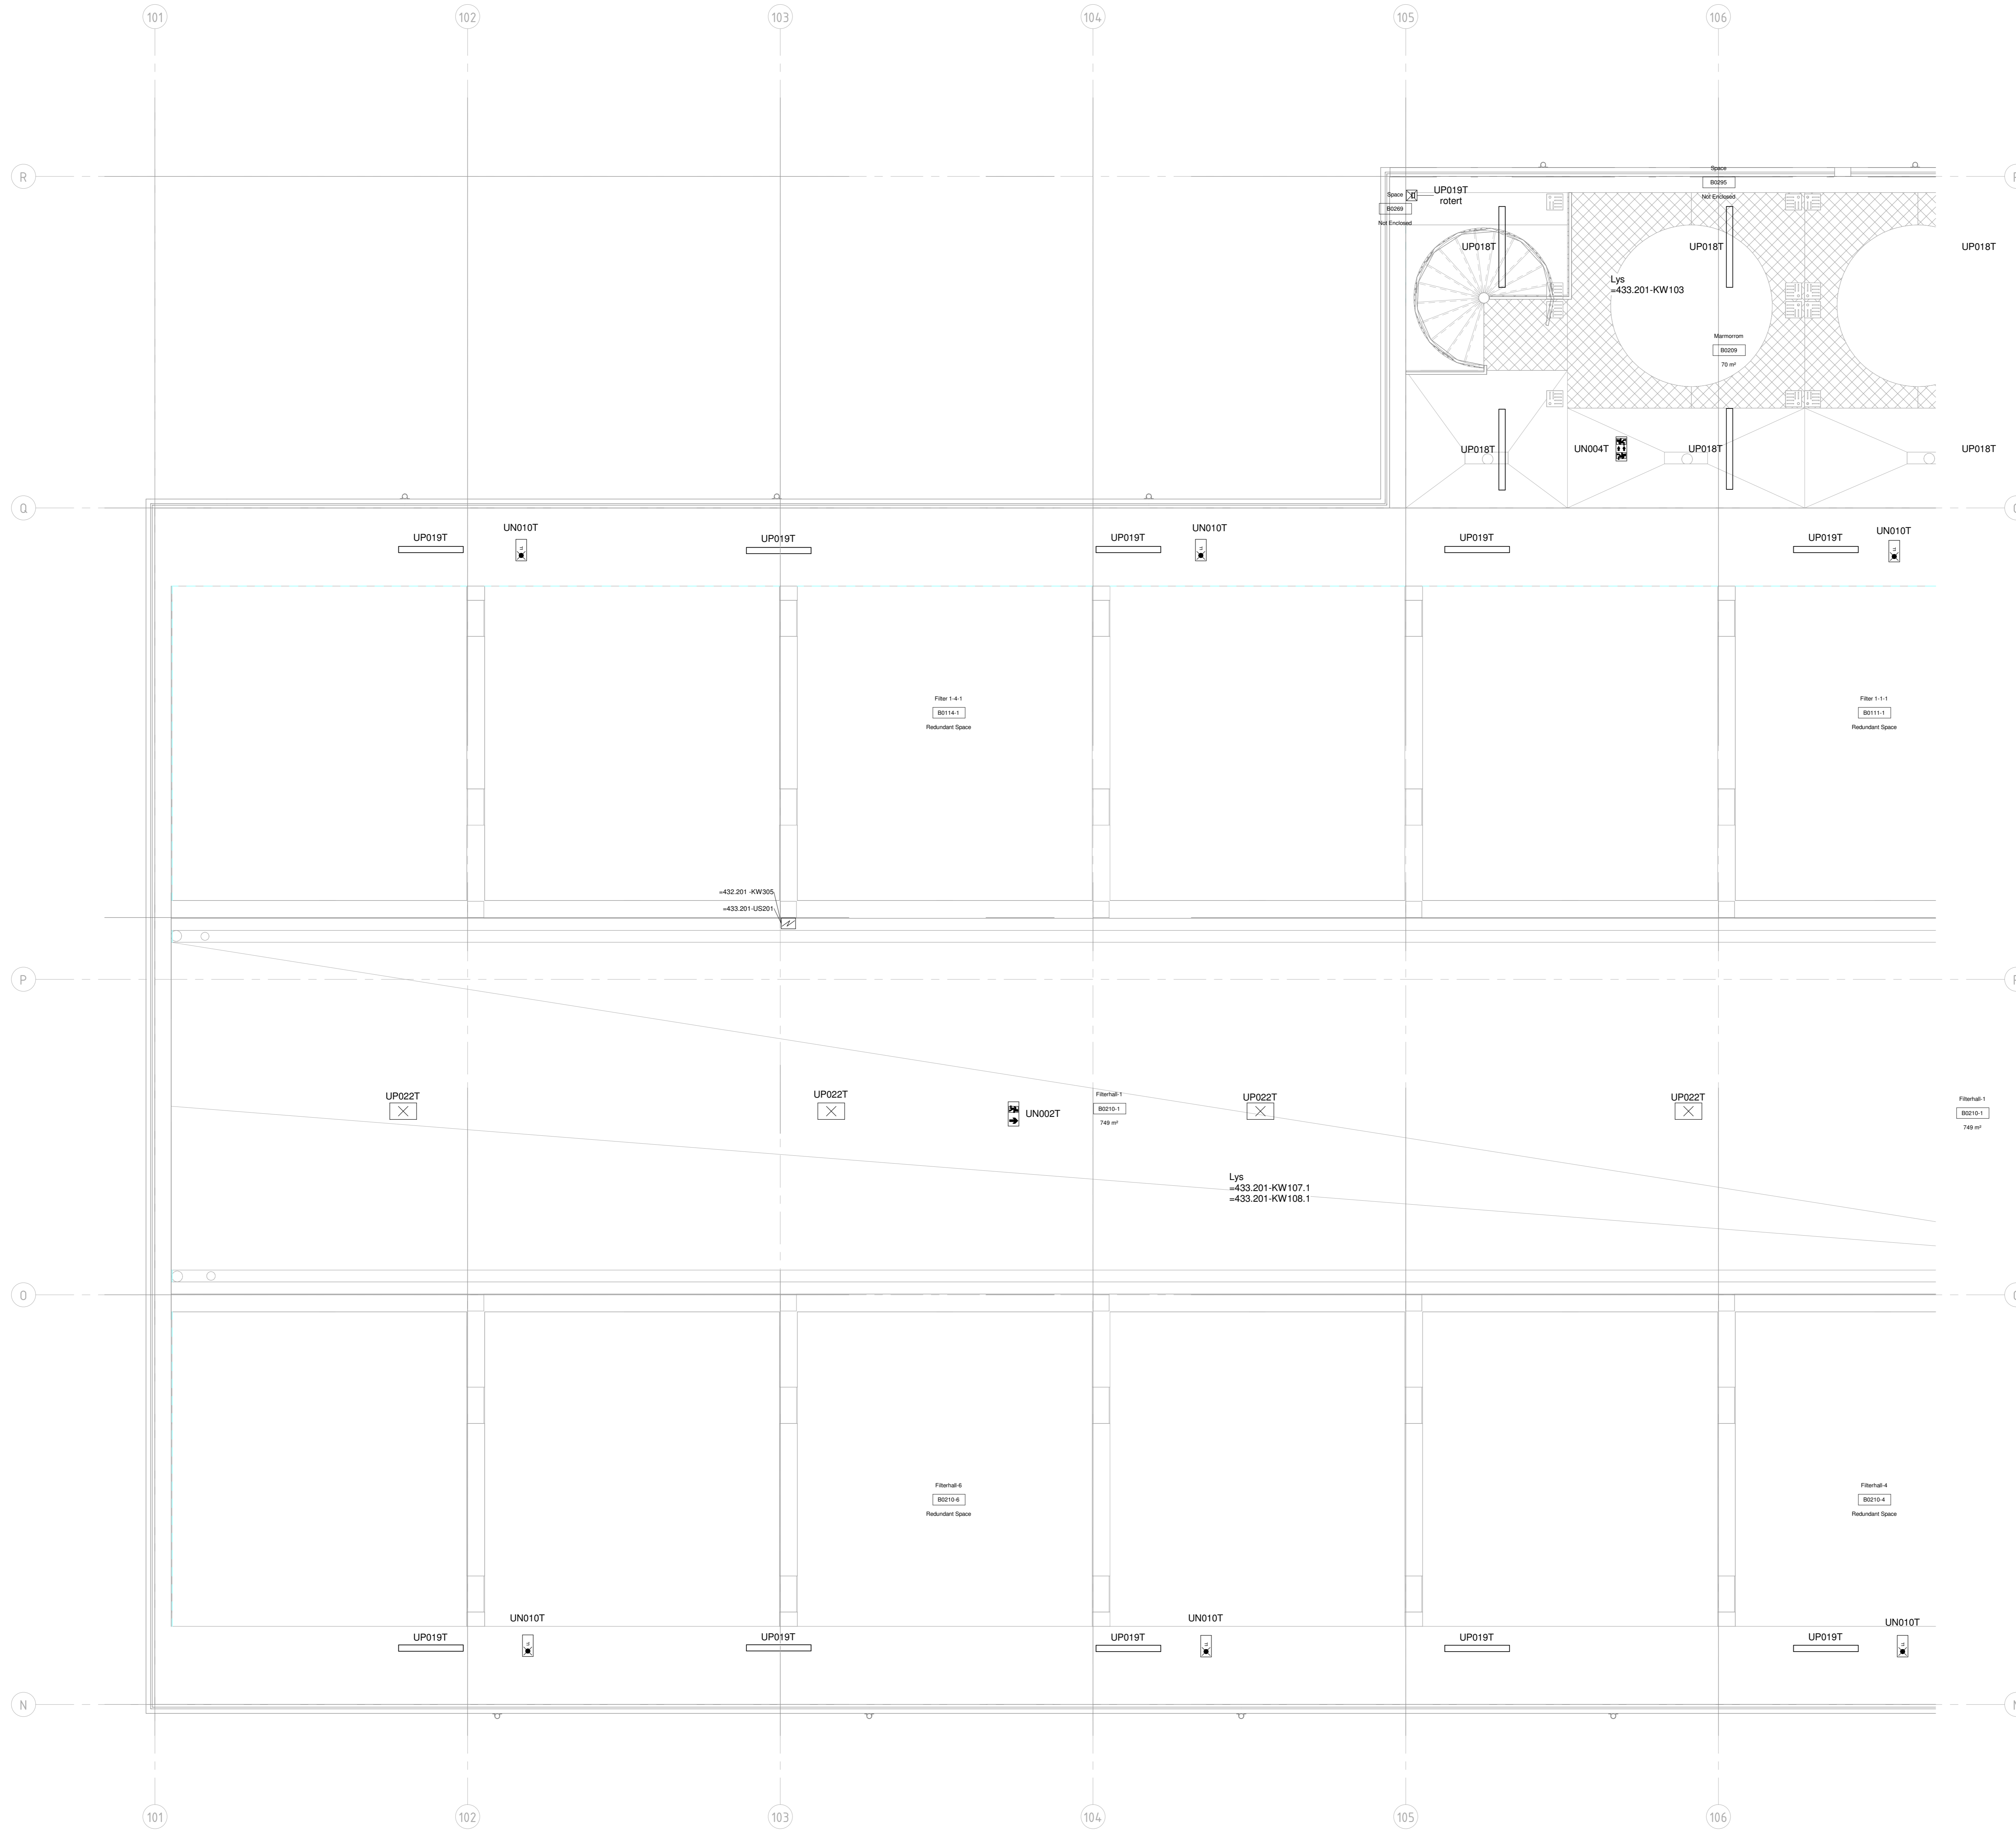 101 102 103 104 105 106
R
Space
B0295
Not Enclosed
Space
B0269
Not Enclosed
UP019T
rotert
UP018T
UP018T
UP018T
Lys
=433.201-KW103
Marmorrom
B0209
70 m²
UP018T
UN004T
UP018T
UP018T
Q
UP019T
UN010T
UP019T
UP019T
UN010T
UP019T
UP019T
UN010T
Filter 1-4-1
B0114-1
Redundant Space
Filter 1-1-1
B0111-1
Redundant Space
=432.201 -KW305
=433.201-US201
P
UP022T
UP022T
UN002T
Filterhall-1
B0210-1
749 m²
UP022T
UP022T
Filterhall-1
B0210-1
749 m²
Lys
=433.201-KW107.1
=433.201-KW108.1
O
Filterhall-6
B0210-6
Redundant Space
Filterhall-4
B0210-4
Redundant Space
UN010T
UN010T
UN010T
UP019T
UP019T
UP019T
UP019T
UP019T
N
101 102 103 104 105 106